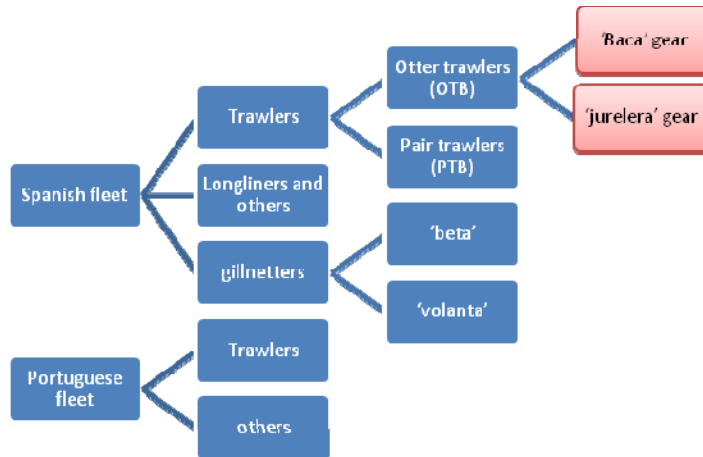 Spanish fleet
Trawlers
Otter trawlers
(OTB)
'Baca' gear
'jurelera' gear
Pair trawlers
(PTB)
Longliners and
others
gillnetters
'beta'
'volanta'
Portuguese
fleet
Trawlers
others